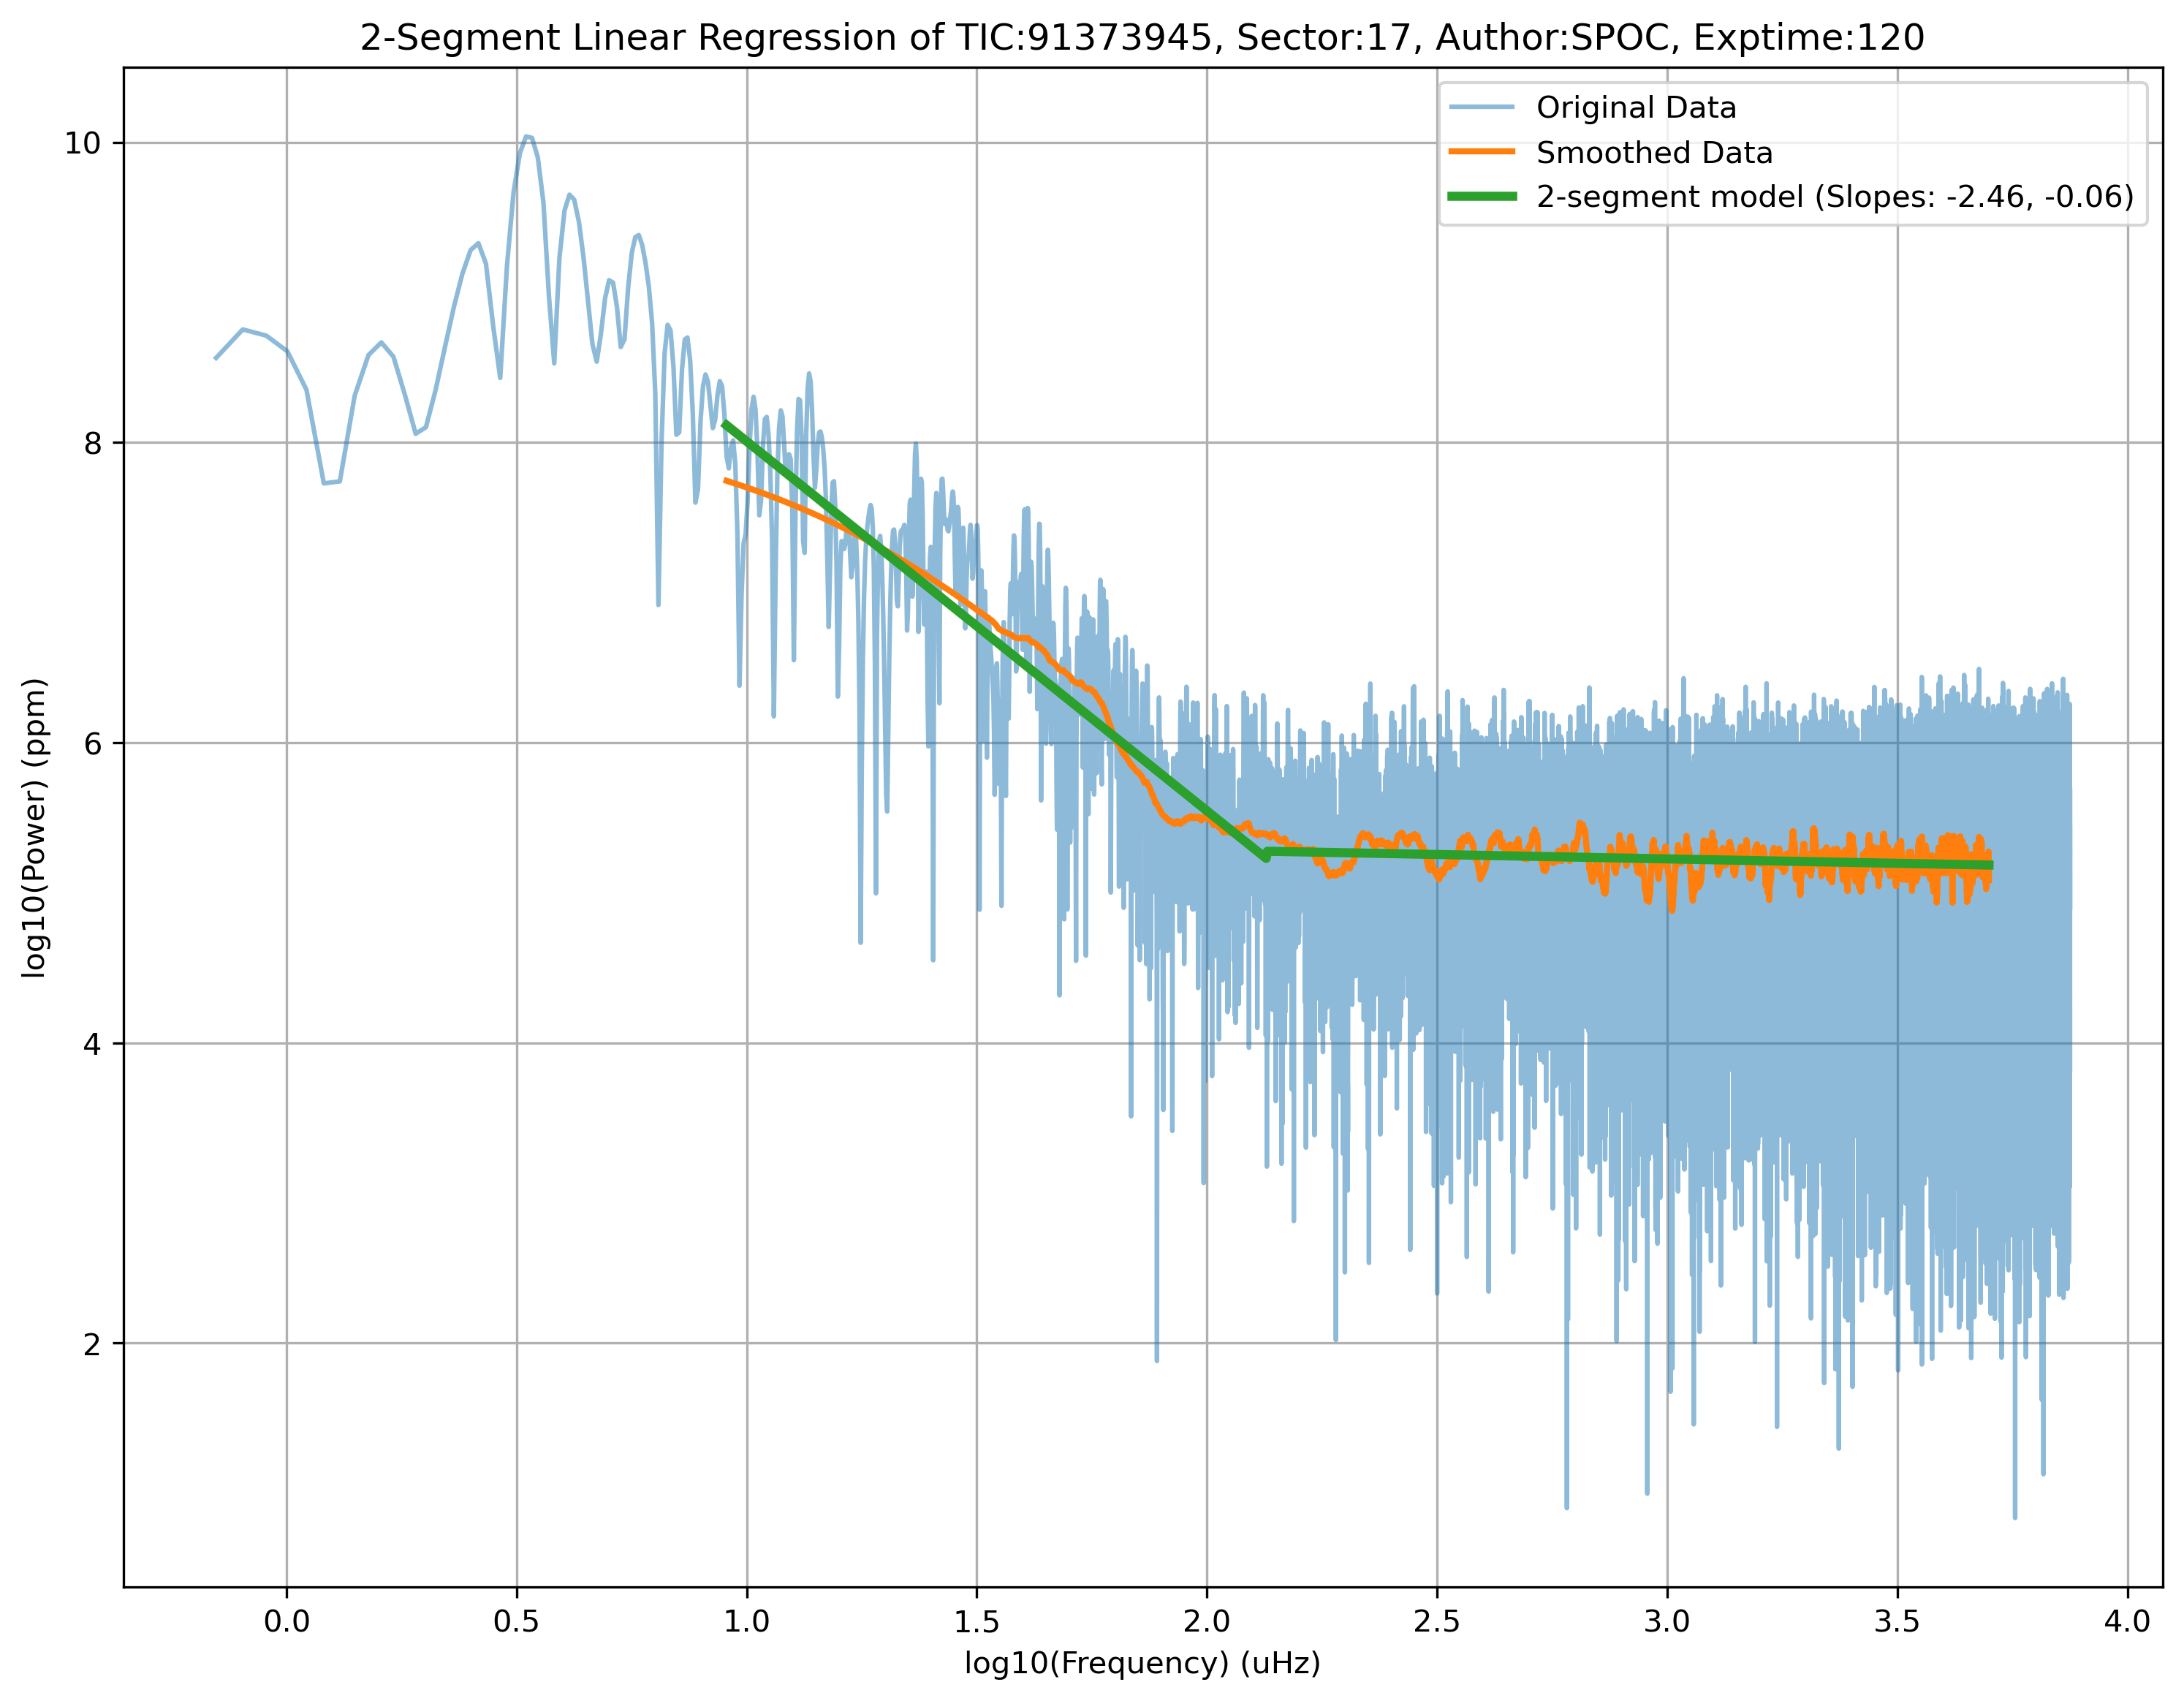 2-Segment Linear Regression of TIC:91373945, Sector:17, Author:SPOC, Exptime:120
Original Data
Smoothed Data
2-segment model (Slopes: -2.46, -0.06)
log10(Power) (ppm)
10
8
6
4
2
0.0 0.5 1.0 1.5 2.0 2.5 3.0 3.5 4.0
log10(Frequency) (uHz)